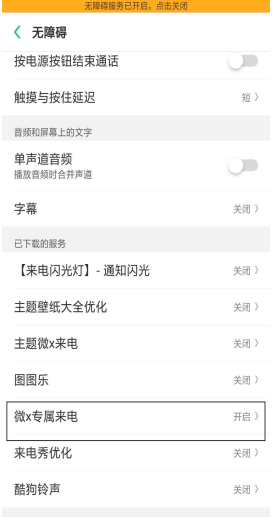 无障碍服务已开启，点击关闭
无障碍
按电源按钮结束通话
触摸与按住延迟 短
音频和屏幕上的文字
单声道音频
播放音频时合并声道
字幕 关闭
已下载的服务
【来电闪光灯】- 通知闪光 关闭
主题壁纸大全优化 关闭
主题微x来电 关闭
图图乐 关闭
微x专属来电 开启
来电秀优化 关闭
酷狗铃声 关闭